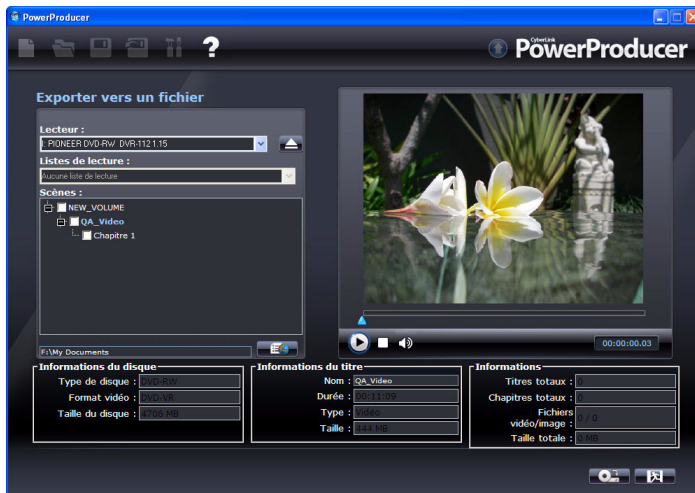 PowerProducer
?
CyberLink
PowerProducer
Exporter vers un fichier
Lecteur :
I: PIONEER DVD-RW DVR-112 1.15
Listes de lecture :
Aucune liste de lecture
Scènes :
NEW_VOLUME
QA_Video
Chapitre 1
F:\My Documents
00:00:00.03
Informations du disque
Type de disque : DVD-RW
Format vidéo : DVD-VR
Taille du disque : 4706 MB
Informations du titre
Nom : QA_Video
Durée : 00:11:09
Type : Vidéo
Taille : 444 MB
Informations
Titres totaux : 0
Chapitres totaux : 0
Fichiers
vidéo/image : 0 / 0
Taille totale : 0 MB